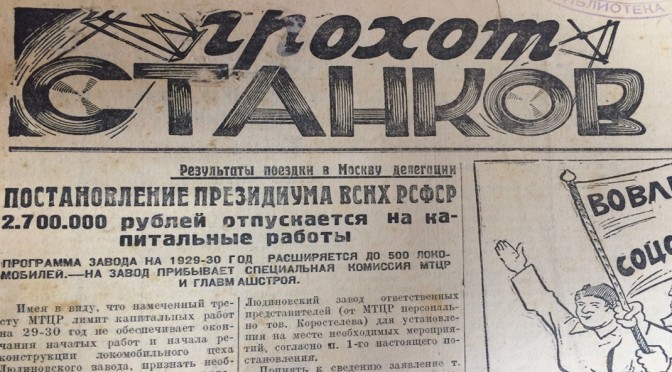 БИБЛИОТЕКА
грохот
СТАНКОВ
Результаты поездки в Москву делегации
ПОСТАНОВЛЕНИЕ ПРЕЗИДИУМА ВСНХ РСФСР
2.700.000 рублей отпускается на ка-
питальные работы
ПРОГРАММА ЗАВОДА НА 1929-30 ГОД РАСШИРЯЕТСЯ ДО 500 ЛОКО-
МОБИЛЕЙ.—НА ЗАВОД ПРИБЫВАЕТ СПЕЦИАЛЬНАЯ КОМИССИЯ МТЦР
И ГЛАВМАШСТРОЯ.
Имея в виду, что намеченный тре-
сту МТЦР лимит капитальных работ
на 29-30 год не обеспечивает окон-
чания начатых работ и начала ре-
конструкции локомобильного цеха
Людиновского завода, признать необ-
Людиновский завод ответственных
представителей (от МТЦР персональ-
но тов. Коростелева) для установле-
ния на месте необходимых мероприя-
тий, согласно п. 1-го настоящего по-
становления.
Принять к сведению заявление т.
ВОВЛ
СОЦСО